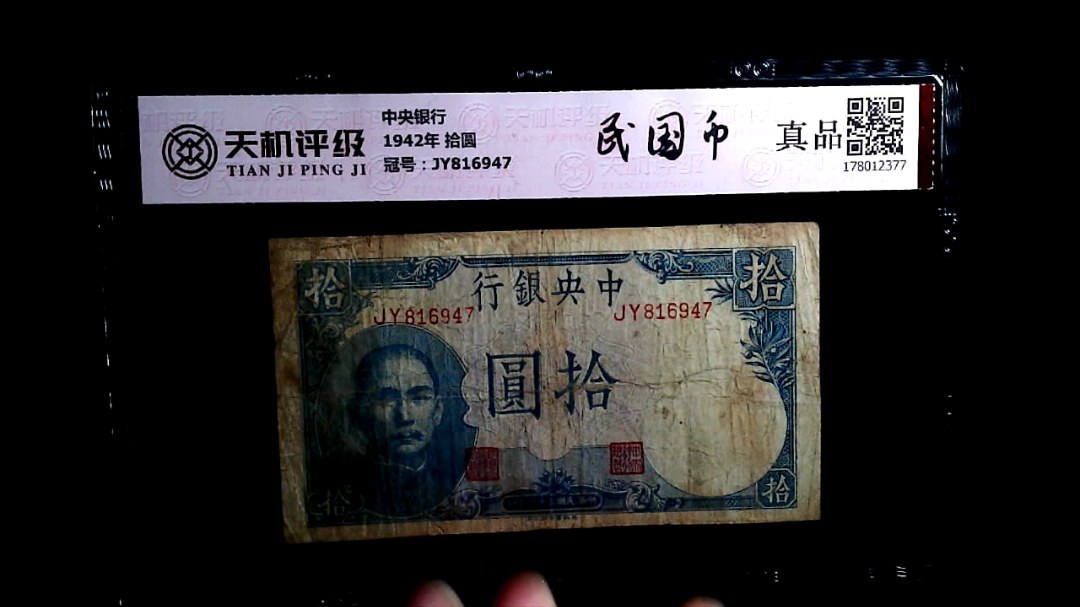 天机评级
TIAN JI PING JI
中央银行
1942年 拾圆
冠号：JY816947
民国币
真品
178012377
拾
行銀央中
拾
JY816947
JY816947
圓拾
拾
拾